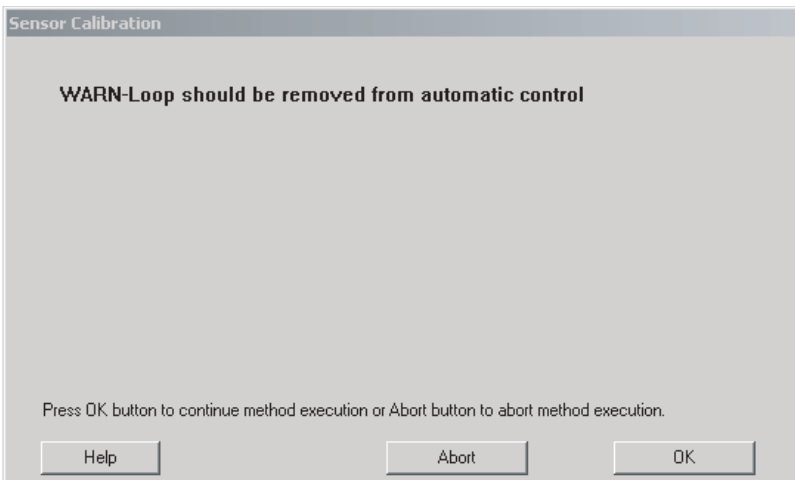 Sensor Calibration
WARN-Loop should be removed from automatic control
Press OK button to continue method execution or Abort button to abort method execution.
Help Abort OK